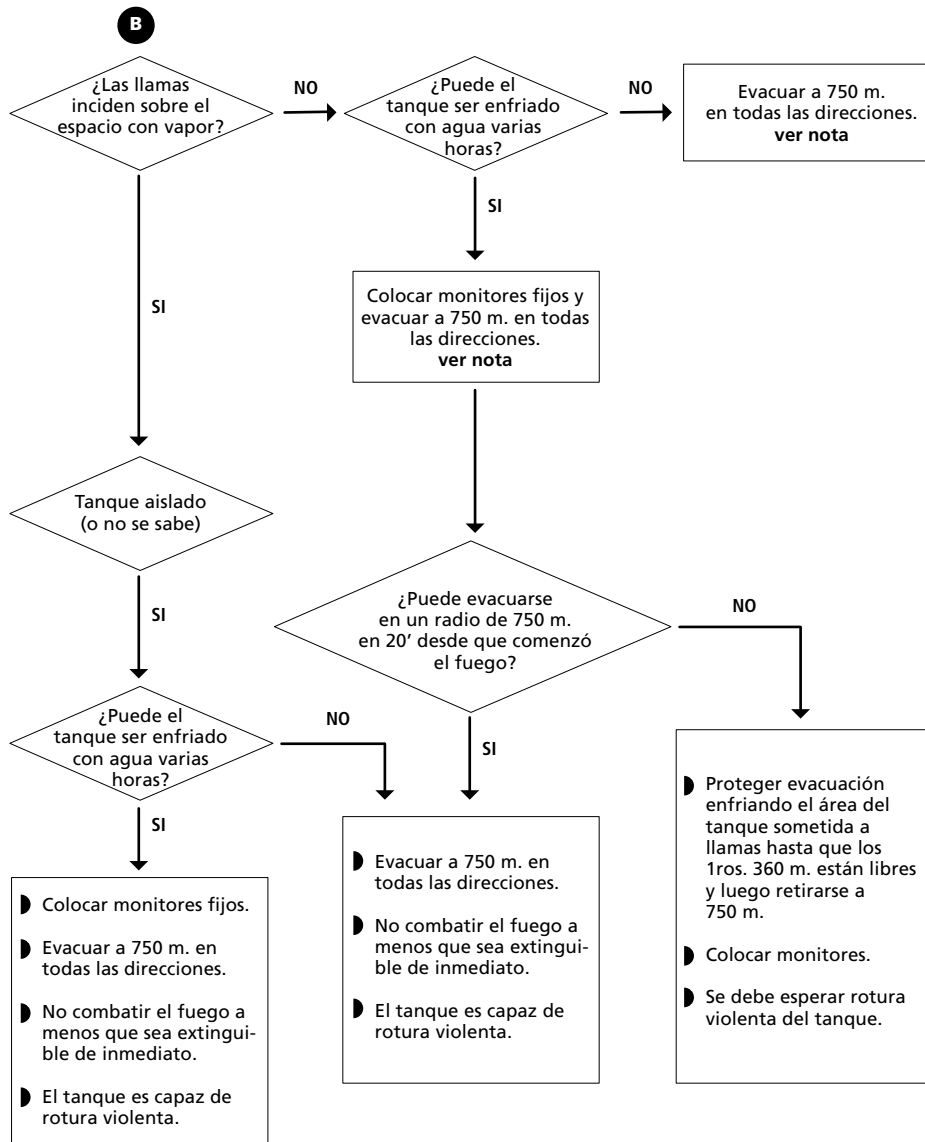 B
¿Las llamas
inciden sobre el
espacio con vapor?
NO
¿Puede el
tanque ser enfriado
con agua varias
horas?
NO
Evacuar a 750 m.
en todas las direcciones.
ver nota
SI
SI
Colocar monitores fijos y
evacuar a 750 m. en todas
las direcciones.
ver nota
Tanque aislado
(o no se sabe)
SI
¿Puede evacuarse
en un radio de 750 m.
en 20’ desde que comenzó
el fuego?
NO
SI
¿Puede el
tanque ser enfriado
con agua varias
horas?
NO
SI
Colocar monitores fijos.
Evacuar a 750 m. en
todas las direcciones.
No combatir el fuego a
menos que sea extingui-
ble de inmediato.
El tanque es capaz de
rotura violenta.
Evacuar a 750 m. en
todas las direcciones.
No combatir el fuego a
menos que sea extingui-
ble de inmediato.
El tanque es capaz de
rotura violenta.
Proteger evacuación
enfriando el área del
tanque sometida a
llamas hasta que los
1ros. 360 m. están libres
y luego retirarse a
750 m.
Colocar monitores.
Se debe esperar rotura
violenta del tanque.